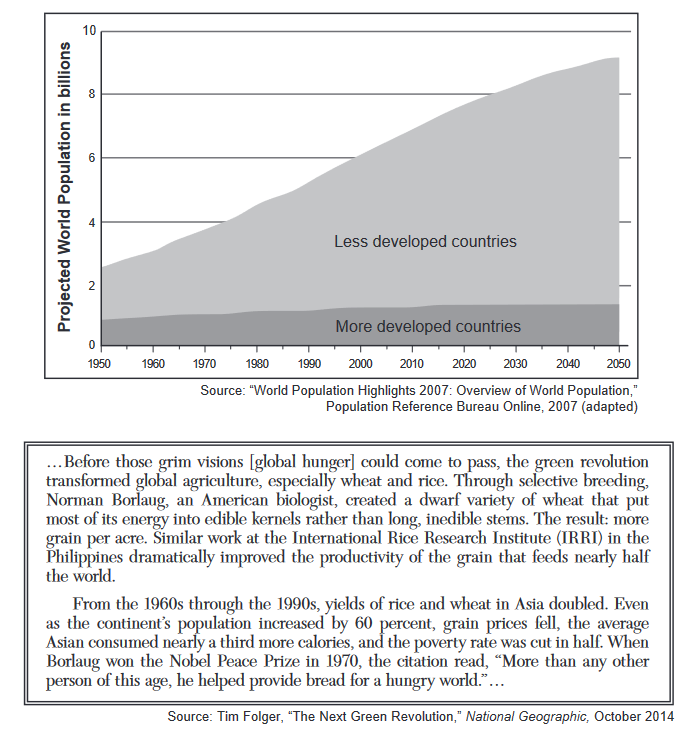 Projected World Population in billions
10
8
6
4
2
0
Less developed countries
More developed countries
1950 1960 1970 1980 1990 2000 2010 2020 2030 2040 2050
Source: “World Population Highlights 2007: Overview of World Population,”
Population Reference Bureau Online, 2007 (adapted)
…Before those grim visions [global hunger] could come to pass, the green revolution
transformed global agriculture, especially wheat and rice. Through selective breeding,
Norman Borlaug, an American biologist, created a dwarf variety of wheat that put
most of its energy into edible kernels rather than long, inedible stems. The result: more
grain per acre. Similar work at the International Rice Research Institute (IRRI) in the
Philippines dramatically improved the productivity of the grain that feeds nearly half
the world.
From the 1960s through the 1990s, yields of rice and wheat in Asia doubled. Even
as the continent’s population increased by 60 percent, grain prices fell, the average
Asian consumed nearly a third more calories, and the poverty rate was cut in half. When
Borlaug won the Nobel Peace Prize in 1970, the citation read, “More than any other
person of this age, he helped provide bread for a hungry world.”…
Source: Tim Folger, “The Next Green Revolution,” National Geographic, October 2014